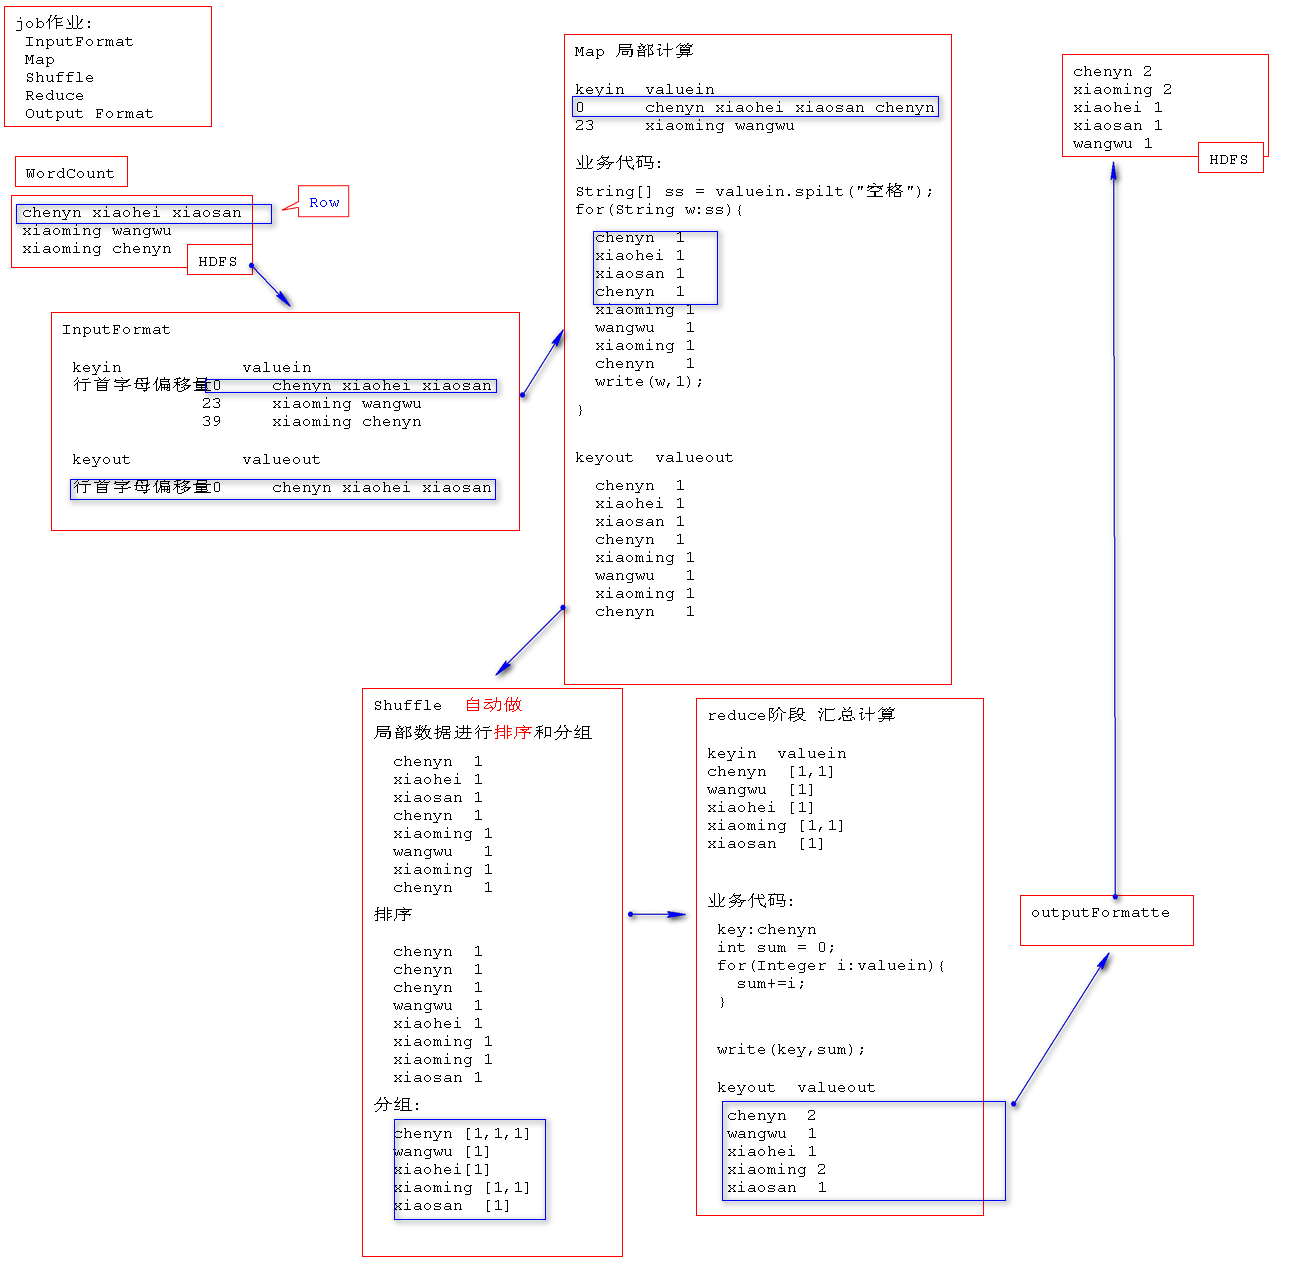 job作业:
InputFormat
Map
Shuffle
Reduce
Output Format
WordCount
chenyn xiaohei xiaosan
xiaoming wangwu
xiaoming chenyn
HDFS
Row
InputFormat
keyin valuein
行首字母偏移量 0 chenyn xiaohei xiaosan
23 xiaoming wangwu
39 xiaoming chenyn
keyout valueout
行首字母偏移量 0 chenyn xiaohei xiaosan
Map 局部计算
keyin valuein
0 chenyn xiaohei xiaosan chenyn
23 xiaoming wangwu
业务代码:
String[] ss = valuein.spilt("空格");
for(String w:ss){
chenyn 1
xiaohei 1
xiaosan 1
chenyn 1
xiaoming 1
wangwu 1
xiaoming 1
chenyn 1
write(w,1);
}
keyout valueout
chenyn 1
xiaohei 1
xiaosan 1
chenyn 1
xiaoming 1
wangwu 1
xiaoming 1
chenyn 1
Shuffle 自动做
局部数据进行排序和分组
chenyn 1
xiaohei 1
xiaosan 1
chenyn 1
xiaoming 1
wangwu 1
xiaoming 1
chenyn 1
排序
chenyn 1
chenyn 1
chenyn 1
wangwu 1
xiaohei 1
xiaoming 1
xiaoming 1
xiaosan 1
分组:
chenyn [1,1,1]
wangwu [1]
xiaohei[1]
xiaoming [1,1]
xiaosan [1]
reduce阶段 汇总计算
keyin valuein
chenyn [1,1]
wangwu [1]
xiaohei [1]
xiaoming [1,1]
xiaosan [1]
业务代码:
key:chenyn
int sum = 0;
for(Integer i:valuein){
sum+=i;
}
write(key,sum);
keyout valueout
chenyn 2
wangwu 1
xiaohei 1
xiaoming 2
xiaosan 1
outputFormatte
chenyn 2
xiaoming 2
xiaohei 1
xiaosan 1
wangwu 1
HDFS